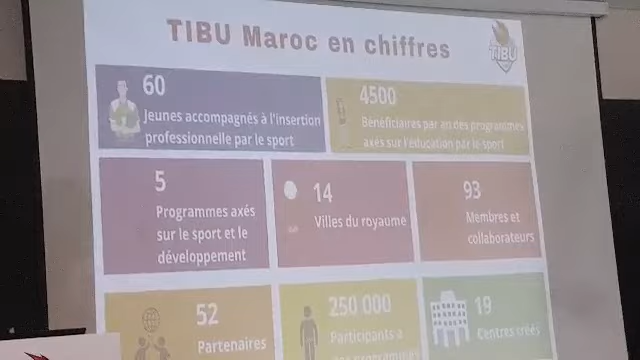 TIBU Maroc en chiffres
TIBU
60
Jeunes accompagnés à l'insertion
professionnelle par le sport
4500
Bénéficiaires par an des programmes
axés sur l'éducation par le sport
5
Programmes axés
sur le sport et le
développement
14
Villes du royaume
93
Membres et
collaborateurs
52
Partenaires
250 000
Participants à
19
Centres créés